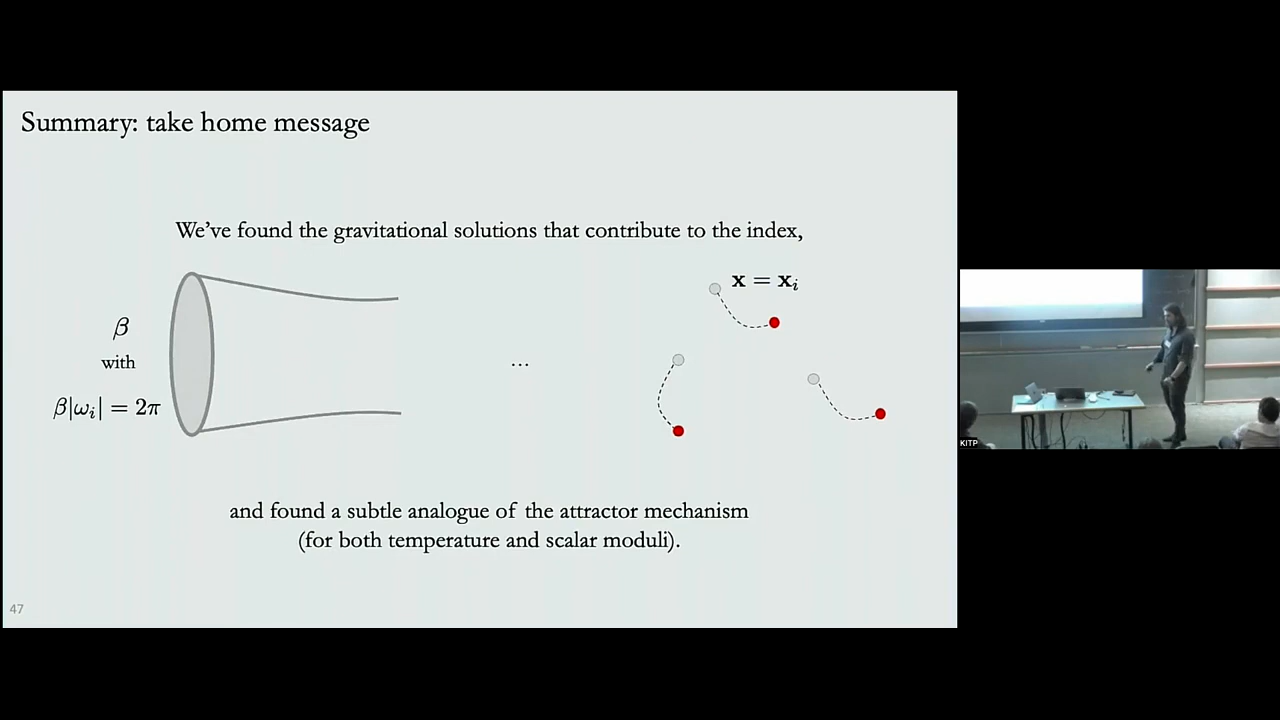 Summary: take home message
We've found the gravitational solutions that contribute to the index,
x = xᵢ
β
with
β|ωᵢ| = 2π
...
and found a subtle analogue of the attractor mechanism
(for both temperature and scalar moduli).
47
KITP